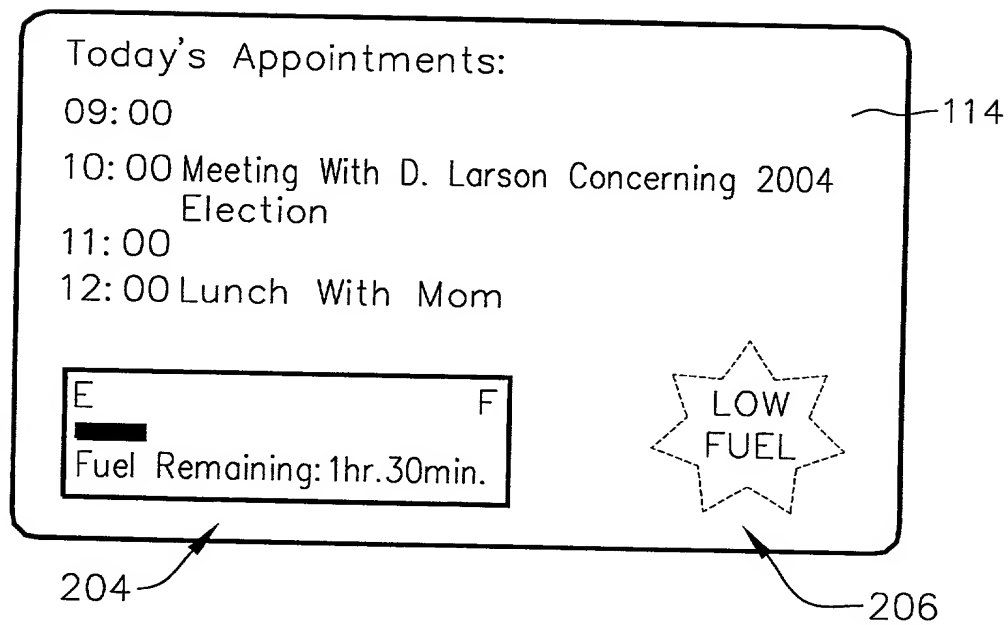 Today's Appointments:
09:00
114
10:00 Meeting With D. Larson Concerning 2004
Election
11:00
12:00 Lunch With Mom
E F
Fuel Remaining: 1hr.30min.
LOW
FUEL
204
206